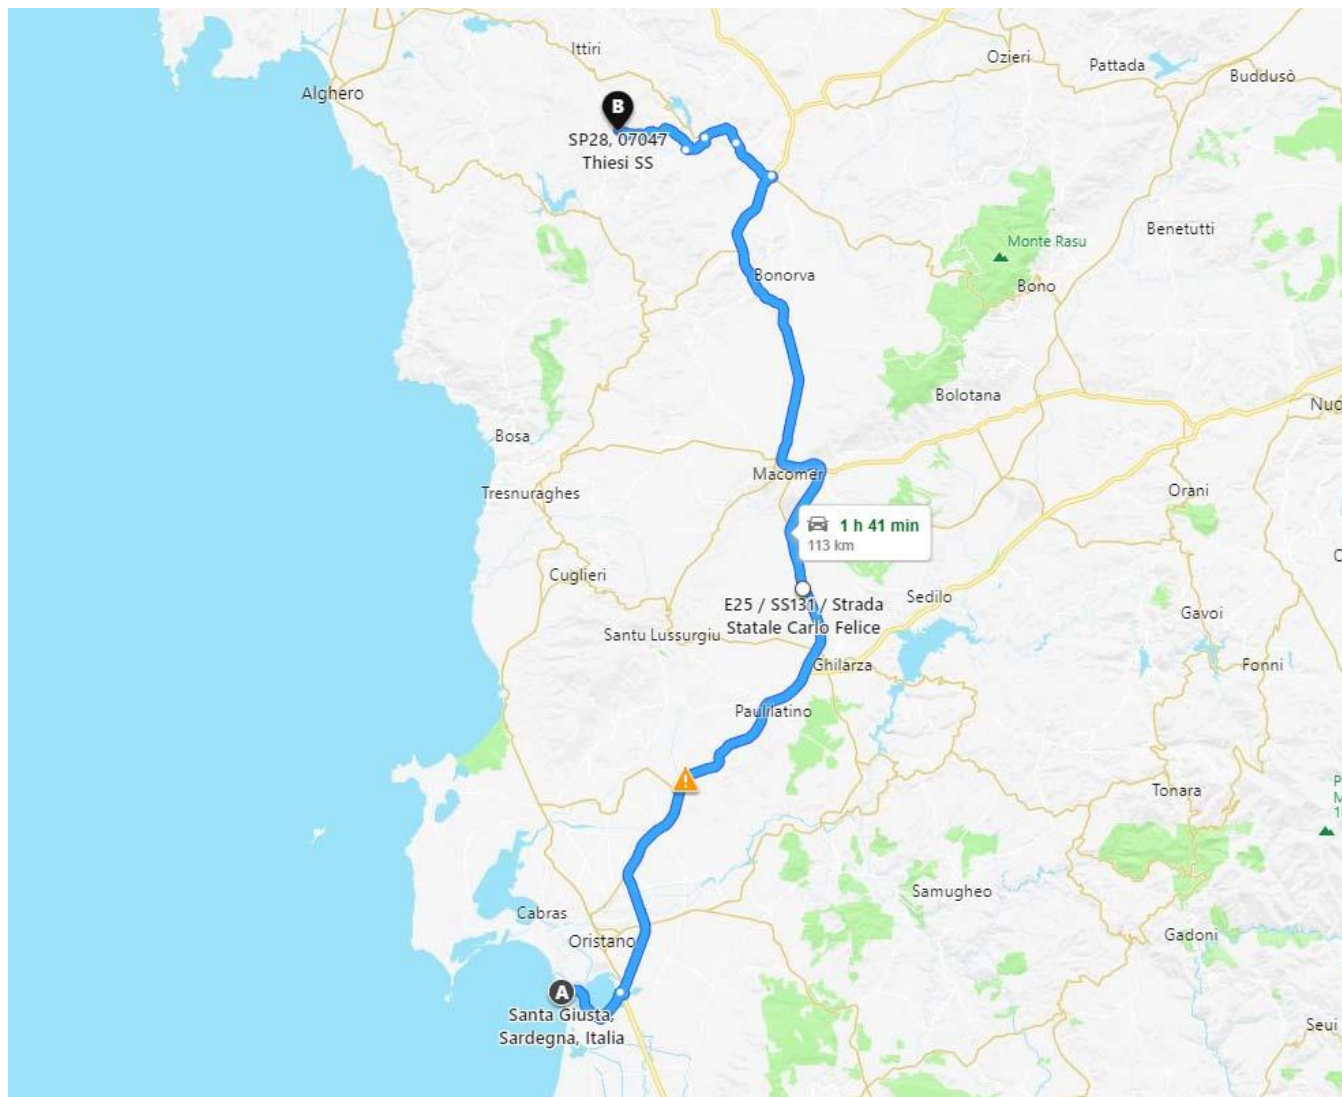 Ittiri
Ozieri
Pattada
Buddusò
Alghero
B
SP28, 07047
Thiesi SS
Benetutti
Monte Rasu
Bono
Bonorva
Bolotana
Bosa
Macomer
Tresnuraghes
Orani
1 h 41 min
113 km
Cuglieri
E25 / SS131 / Strada
Statale Carlo Felice
Sedilo
Gavoi
Santu Lussurgiu
Ghilarza
Fonni
Paulilatino
Tonara
Samugheo
Cabras
Oristano
Gadoni
A
Santa Giusta,
Sardegna, Italia
Seui